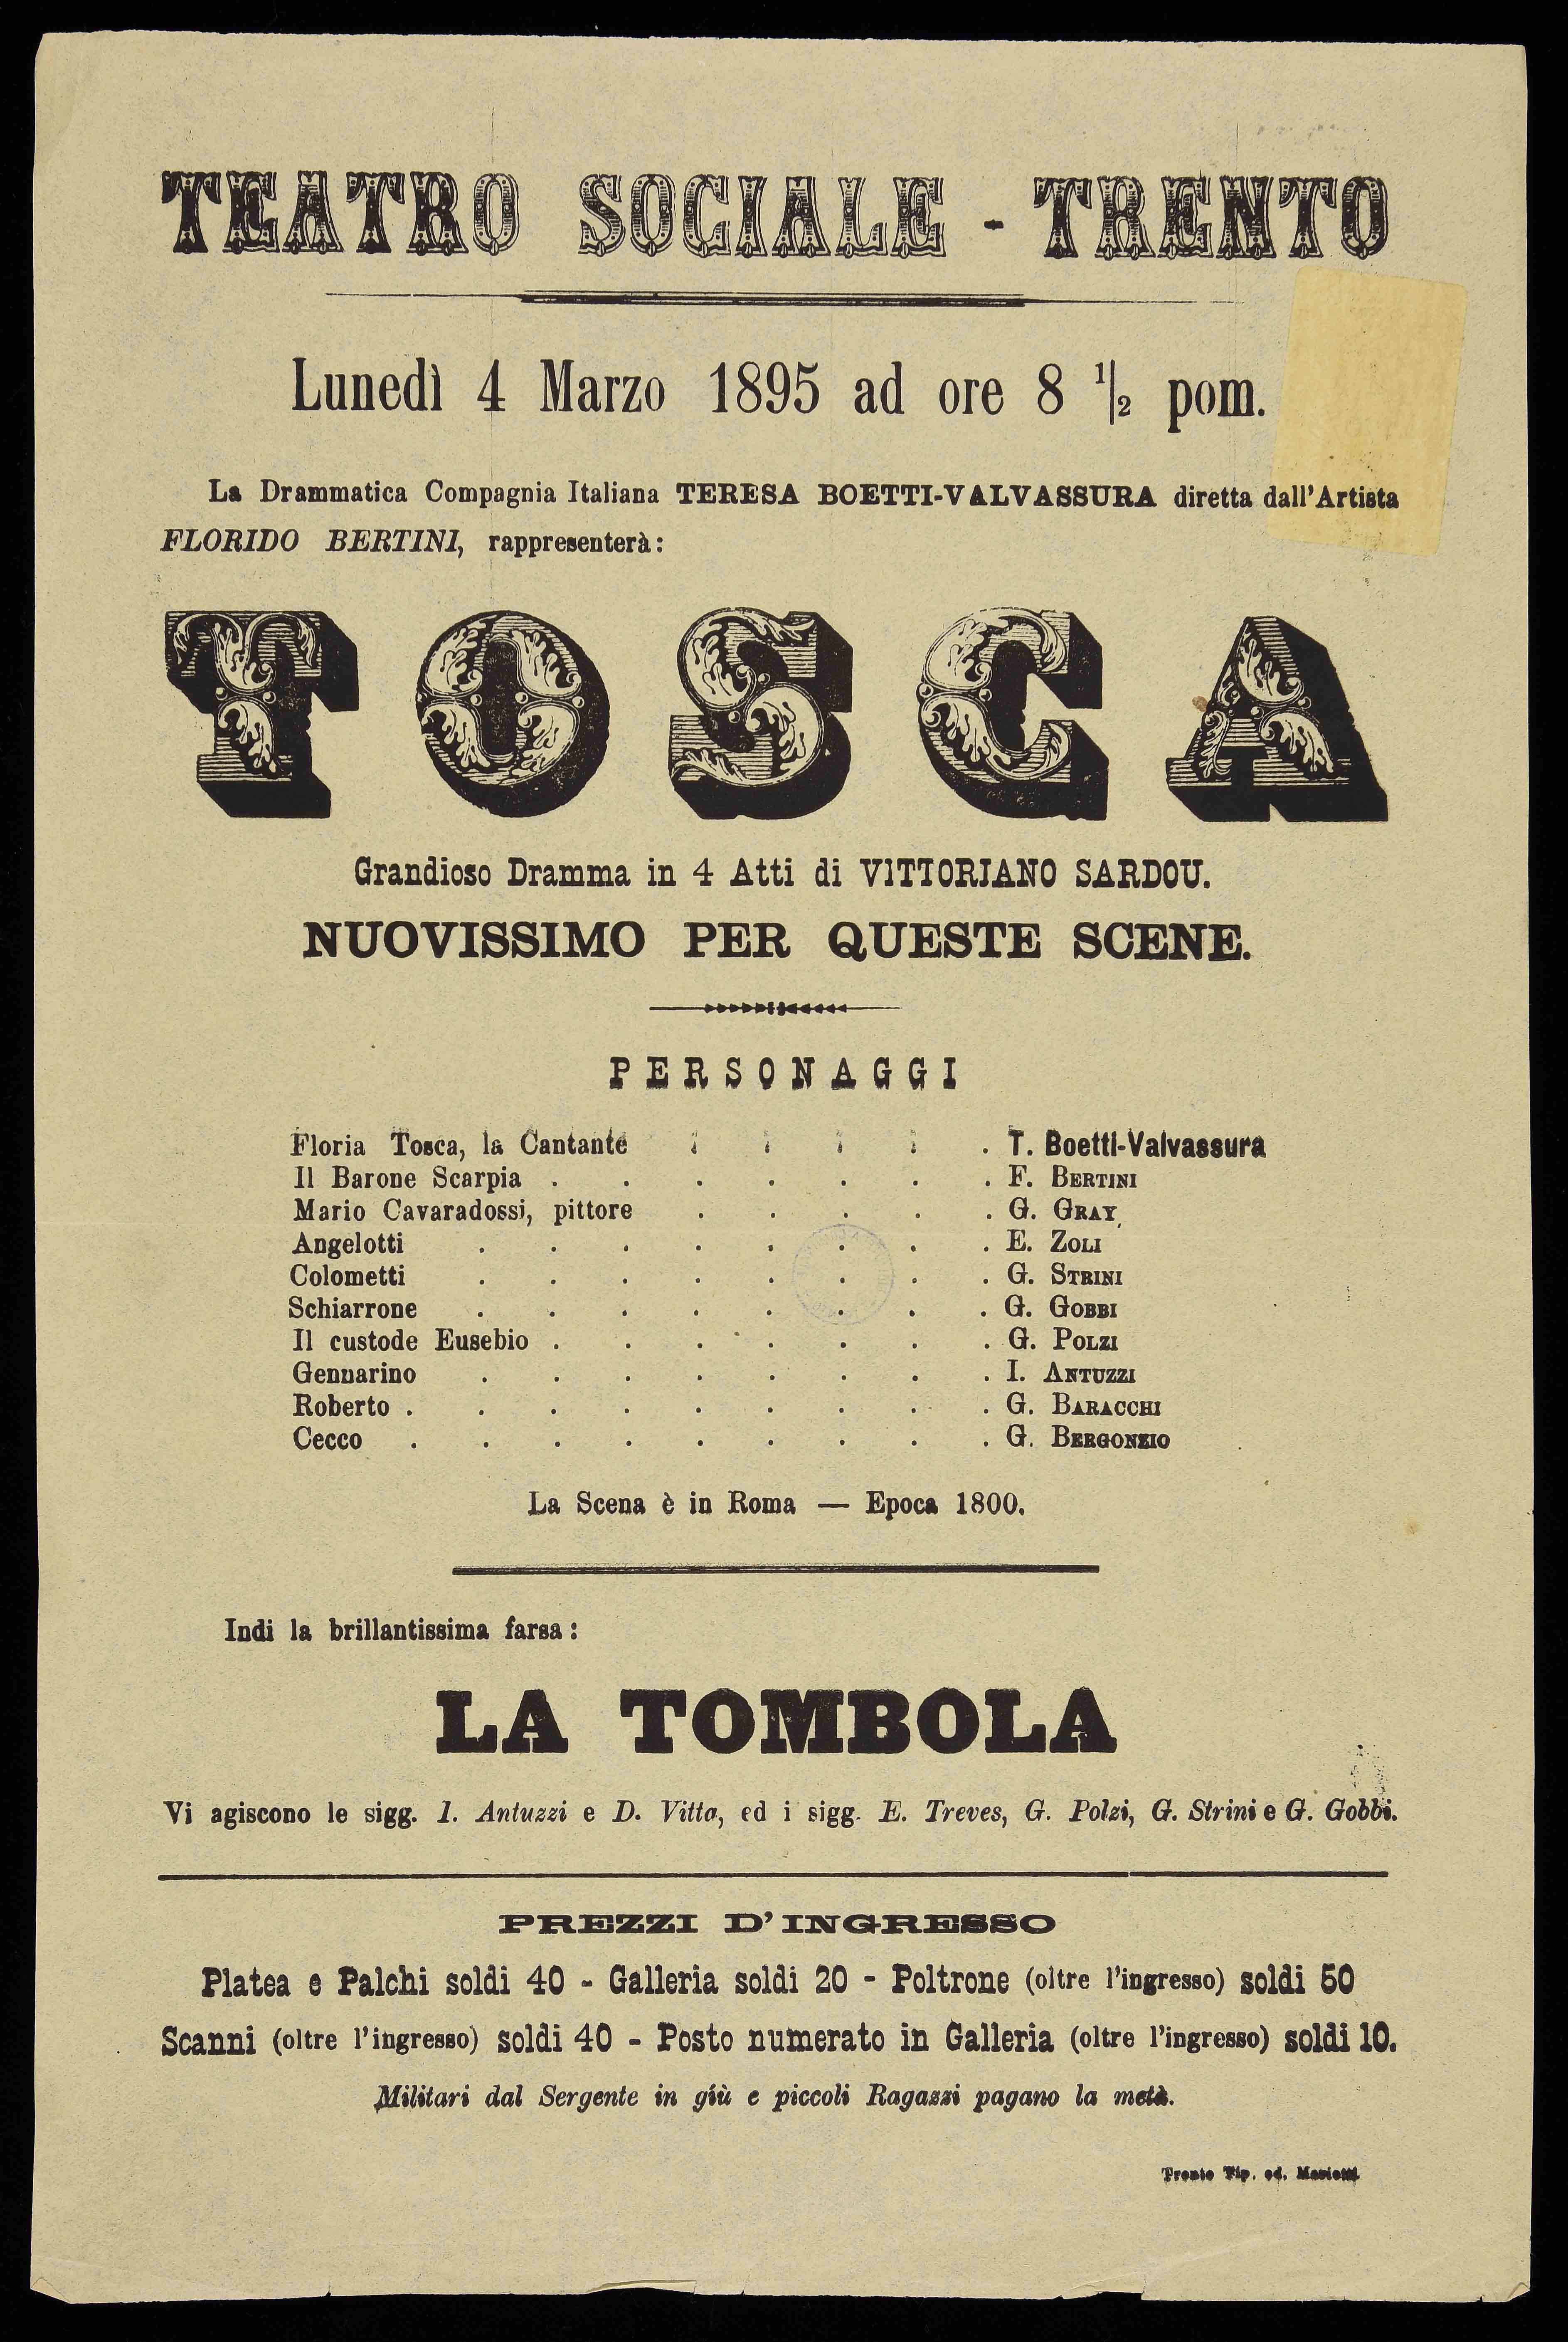 TEATRO SOCIALE - TRENTO
Lunedì 4 Marzo 1895 ad ore 8 1/2 pom.
La Drammatica Compagnia Italiana TERESA BOETTI-VALVASSURA diretta dall'Artista
FLORIDO BERTINI, rappresenterà:
TOSCA
Grandioso Dramma in 4 Atti di VITTORIANO SARDOU.
NUOVISSIMO PER QUESTE SCENE.
PERSONAGGI
Floria Tosca, la Cantante . . . . . T. Boetti-Valvassura
Il Barone Scarpia . . . . . . . F. BERTINI
Mario Cavaradossi, pittore . . . . . G. GRAY
Angelotti . . . . . . . . E. ZOLI
Colometti . . . . . . . . G. STRINI
Schiarrone . . . . . . . . G. GOBBI
Il custode Eusebio . . . . . . . G. POLZI
Gennarino . . . . . . . . I. ANTUZZI
Roberto . . . . . . . . . G. BARACCHI
Cecco . . . . . . . . . G. BERGONZIO
La Scena è in Roma — Epoca 1800.
Indi la brillantissima farsa:
LA TOMBOLA
Vi agiscono le sigg. I. Antuzzi e D. Vitta, ed i sigg. E. Treves, G. Polzi, G. Strini e G. Gobbi.
PREZZI D'INGRESSO
Platea e Palchi soldi 40 - Galleria soldi 20 - Poltrone (oltre l'ingresso) soldi 50
Scanni (oltre l'ingresso) soldi 40 - Posto numerato in Galleria (oltre l'ingresso) soldi 10.
Militari dal Sergente in giù e piccoli Ragazzi pagano la metà.
Trento Tip. ed. Marietti